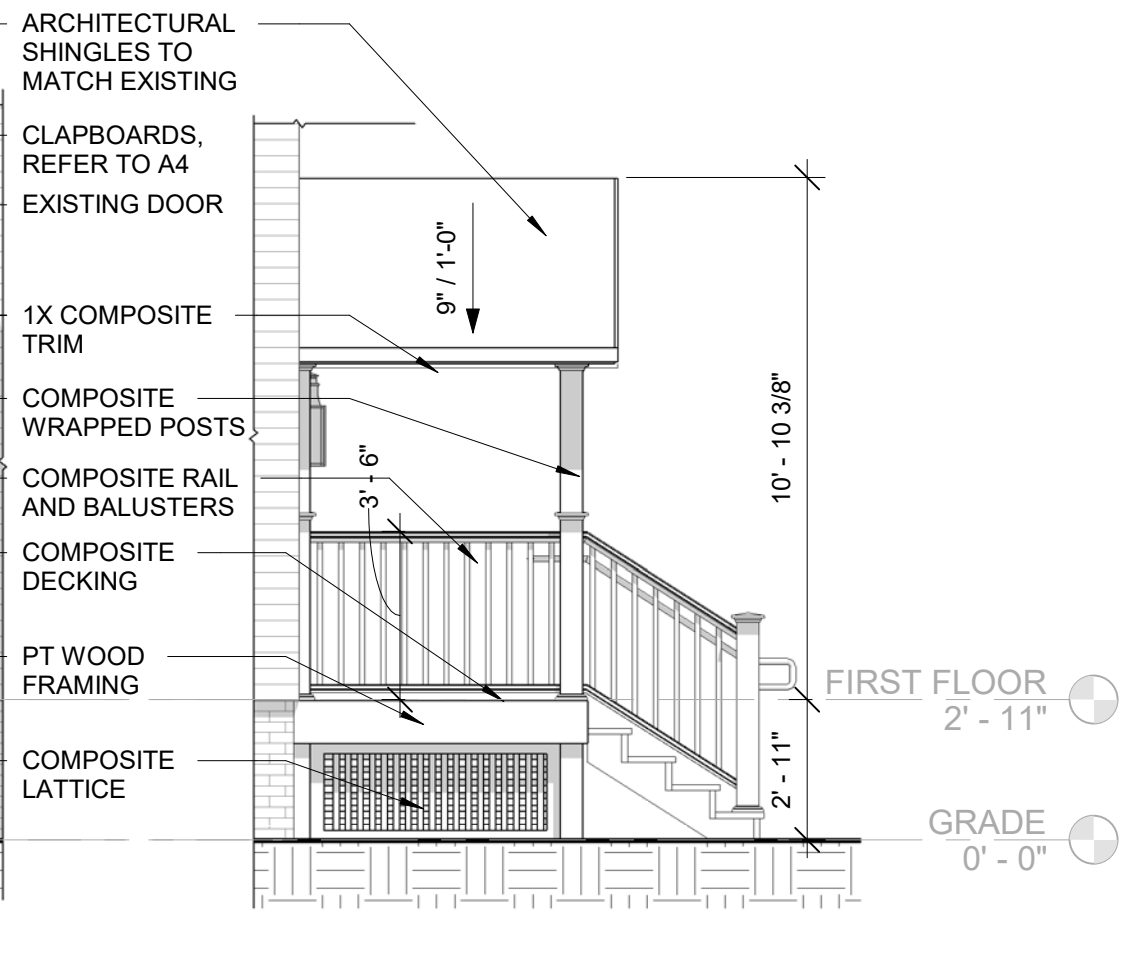 ARCHITECTURAL
SHINGLES TO
MATCH EXISTING
CLAPBOARDS,
REFER TO A4
EXISTING DOOR
1X COMPOSITE
TRIM
COMPOSITE
WRAPPED POSTS
COMPOSITE RAIL
AND BALUSTERS
COMPOSITE
DECKING
PT WOOD
FRAMING
COMPOSITE
LATTICE
9" / 1'-0"
3' - 6"
10' - 10 3/8"
2' - 11"
FIRST FLOOR
2' - 11"
GRADE
0' - 0"